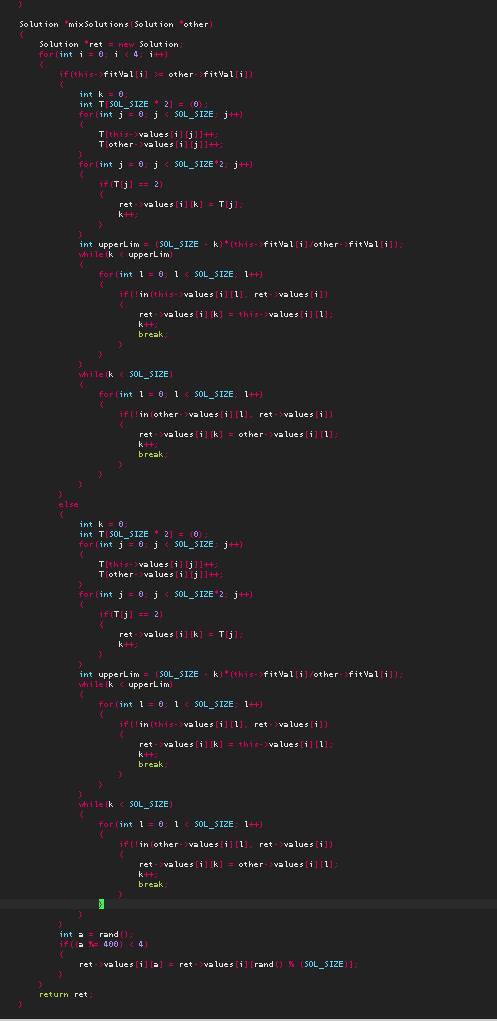 }
Solution *mixSolutions(Solution *other)
{
Solution *ret = new Solution;
for(int i = 0; i < 4; i++)
{
if(this->fitVal[i] >= other->fitVal[i])
{
int k = 0;
int T[SOL_SIZE * 2] = {0};
for(int j = 0; j < SOL_SIZE; j++)
{
T[this->values[i][j]]++;
T[other->values[i][j]]++;
}
for(int j = 0; j < SOL_SIZE*2; j++)
{
if(T[j] == 2)
{
ret->values[i][k] = T[j];
k++;
}
}
int upperLim = (SOL_SIZE - k)*(this->fitVal[i]/other->fitVal[i]);
while(k < upperLim)
{
for(int l = 0; l < SOL_SIZE; l++)
{
if(!in(this->values[i][l], ret->values[i])
{
ret->values[i][k] = this->values[i][l];
k++;
break;
}
}
}
while(k < SOL_SIZE)
{
for(int l = 0; l < SOL_SIZE; l++)
{
if(!in(other->values[i][l], ret->values[i])
{
ret->values[i][k] = other->values[i][l];
k++;
break;
}
}
}
}
else
{
int k = 0;
int T[SOL_SIZE * 2] = {0};
for(int j = 0; j < SOL_SIZE; j++)
{
T[this->values[i][j]]++;
T[other->values[i][j]]++;
}
for(int j = 0; j < SOL_SIZE*2; j++)
{
if(T[j] == 2)
{
ret->values[i][k] = T[j];
k++;
}
}
int upperLim = (SOL_SIZE - k)*(this->fitVal[i]/other->fitVal[i]);
while(k < upperLim)
{
for(int l = 0; l < SOL_SIZE; l++)
{
if(!in(this->values[i][l], ret->values[i])
{
ret->values[i][k] = this->values[i][l];
k++;
break;
}
}
}
while(k < SOL_SIZE)
{
for(int l = 0; l < SOL_SIZE; l++)
{
if(!in(other->values[i][l], ret->values[i])
{
ret->values[i][k] = other->values[i][l];
k++;
break;
}
}
}
}
int a = rand();
if((a %= 400) < 4)
{
ret->values[i][a] = ret->values[i][rand() % (SOL_SIZE)];
}
}
return ret;
}